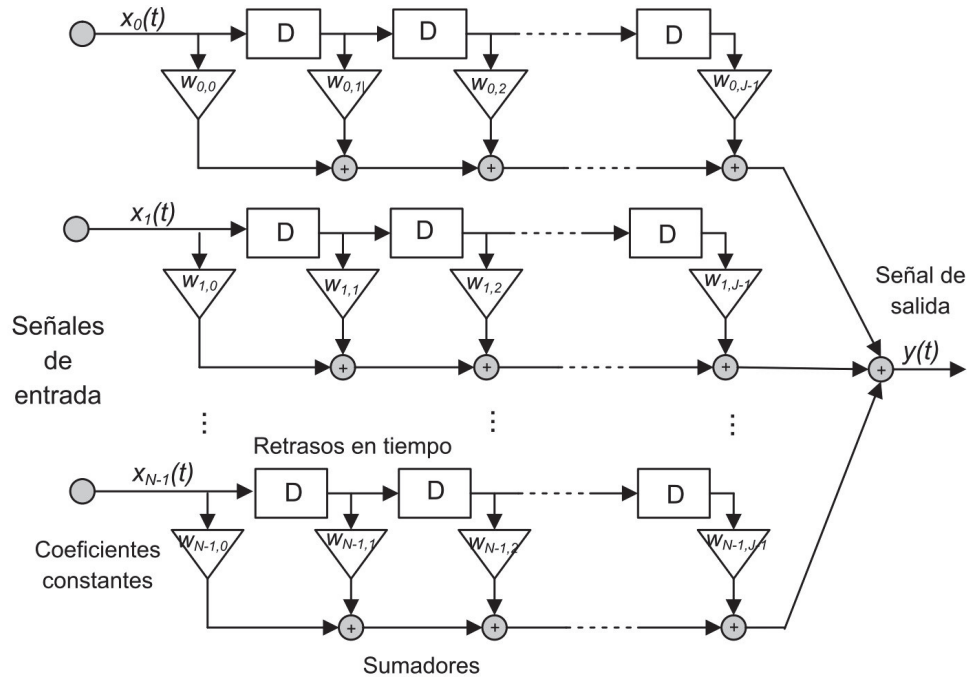 x0(t)
D D D
w0,0 w0,1| w0,2 w0,J-1
+ + +
x1(t)
D D D
w1,0 w1,1 w1,2 w1,J-1
+ + +
Señales
de
entrada
Señal de
salida
+ y(t)
Retrasos en tiempo
xN-1(t)
D D D
wN-1,0 wN-1,1 wN-1,2 wN-1,J-1
Coeficientes
constantes
+ + +
Sumadores